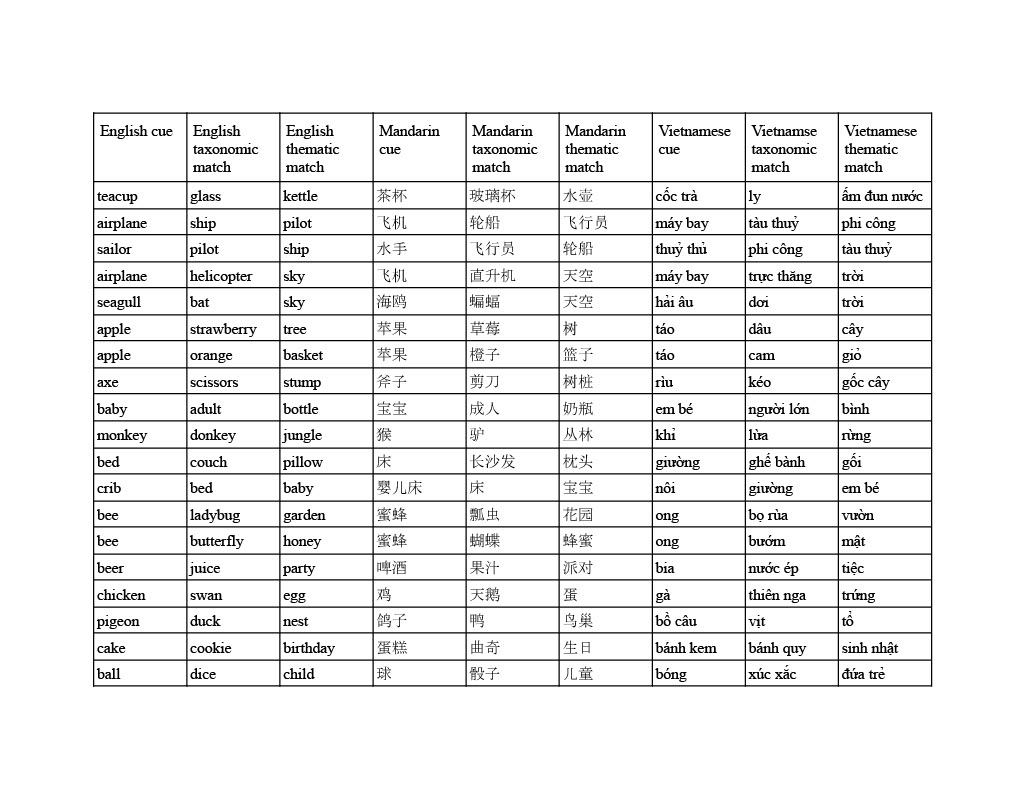 English cue English taxonomic match English thematic match Mandarin cue Mandarin taxonomic match Mandarin thematic match Vietnamese cue Vietnamse taxonomic match Vietnamese thematic match
teacup glass kettle 茶杯 玻璃杯 水壶 cốc trà ly ấm đun nước
airplane ship pilot 飞机 轮船 飞行员 máy bay tàu thuỷ phi công
sailor pilot ship 水手 飞行员 轮船 thuỷ thủ phi công tàu thuỷ
airplane helicopter sky 飞机 直升机 天空 máy bay trực thăng trời
seagull bat sky 海鸥 蝙蝠 天空 hải âu dơi trời
apple strawberry tree 苹果 草莓 树 táo dâu cây
apple orange basket 苹果 橙子 篮子 táo cam giỏ
axe scissors stump 斧子 剪刀 树桩 rìu kéo gốc cây
baby adult bottle 宝宝 成人 奶瓶 em bé người lớn bình
monkey donkey jungle 猴 驴 丛林 khỉ lừa rừng
bed couch pillow 床 长沙发 枕头 giường ghế bành gối
crib bed baby 婴儿床 床 宝宝 nôi giường em bé
bee ladybug garden 蜜蜂 瓢虫 花园 ong bọ rùa vườn
bee butterfly honey 蜜蜂 蝴蝶 蜂蜜 ong bướm mật
beer juice party 啤酒 果汁 派对 bia nước ép tiệc
chicken swan egg 鸡 天鹅 蛋 gà thiên nga trứng
pigeon duck nest 鸽子 鸭 鸟巢 bồ câu vịt tổ
cake cookie birthday 蛋糕 曲奇 生日 bánh kem bánh quy sinh nhật
ball dice child 球 骰子 儿童 bóng xúc xắc đứa trẻ